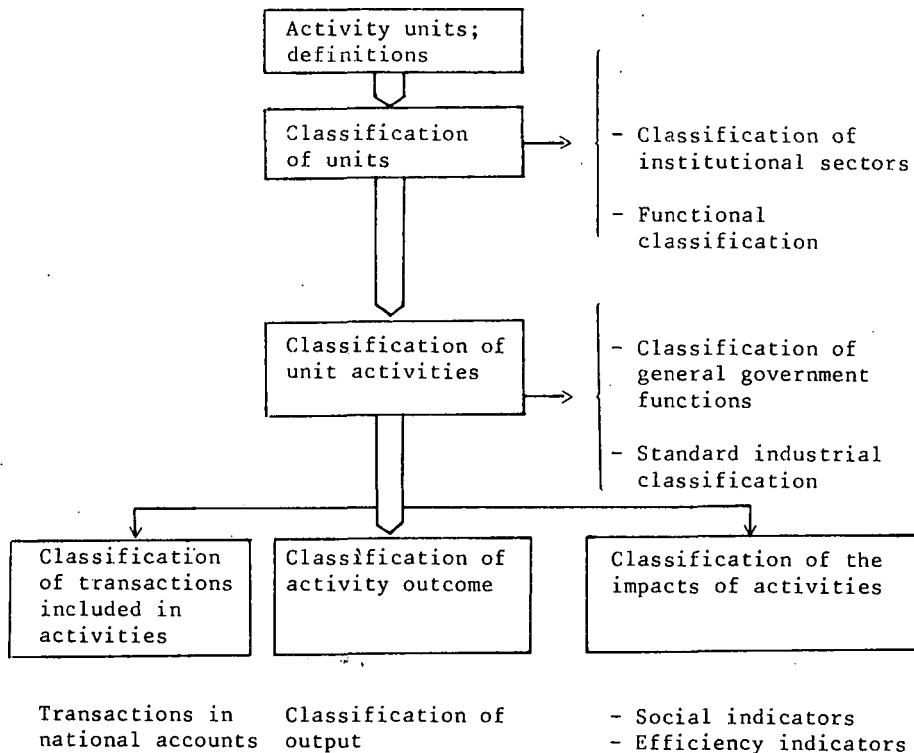 Activity units;
definitions
Classification
of units
- Classification of
institutional sectors
- Functional
classification
Classification of
unit activities
- Classification of
general government
functions
- Standard industrial
classification
Classification
of transactions
included in
activities
Classification of
activity outcome
Classification of the
impacts of activities
Transactions in
national accounts
Classification of
output
- Social indicators
- Efficiency indicators